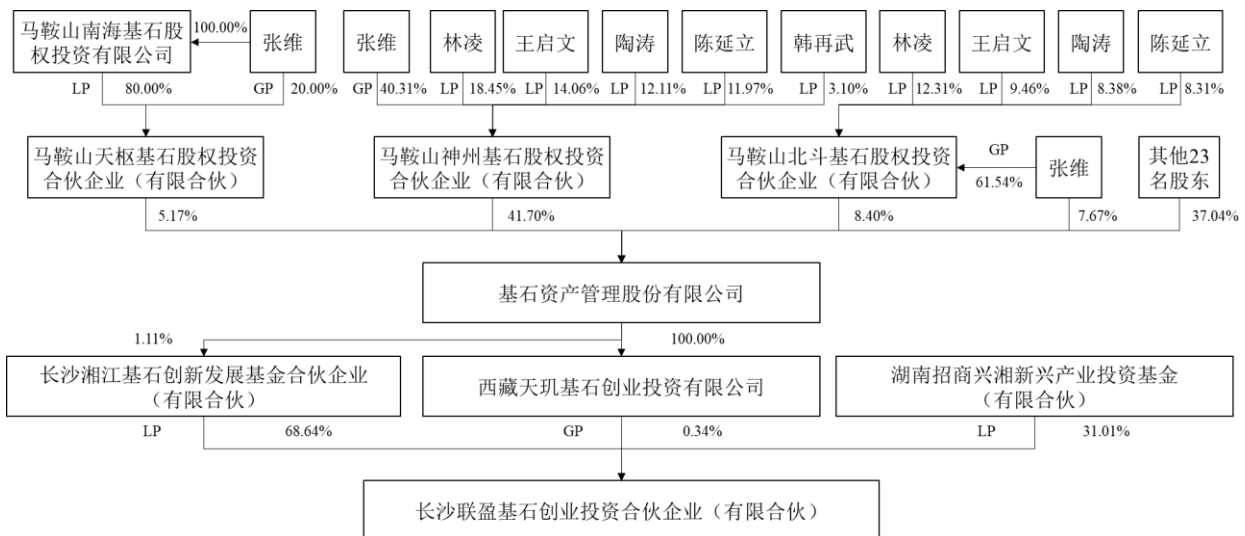 马鞍山南海基石股
权投资有限公司
100.00%
张维
张维
林凌
王启文
陶涛
陈延立
韩再武
林凌
王启文
陶涛
陈延立
LP
80.00%
GP
20.00%
GP
40.31%
LP
18.45%
LP
14.06%
LP
12.11%
LP
11.97%
LP
3.10%
LP
12.31%
LP
9.46%
LP
8.38%
LP
8.31%
马鞍山天枢基石股权投资
合伙企业（有限合伙）
马鞍山神州基石股权投资
合伙企业（有限合伙）
马鞍山北斗基石股权投资
合伙企业（有限合伙）
GP
61.54%
张维
其他23
名股东
5.17%
41.70%
8.40%
7.67%
37.04%
基石资产管理股份有限公司
1.11%
100.00%
长沙湘江基石创新发展基金合伙企业
（有限合伙）
西藏天玑基石创业投资有限公司
湖南招商兴湘新兴产业投资基金
（有限合伙）
LP
68.64%
GP
0.34%
LP
31.01%
长沙联盈基石创业投资合伙企业（有限合伙）